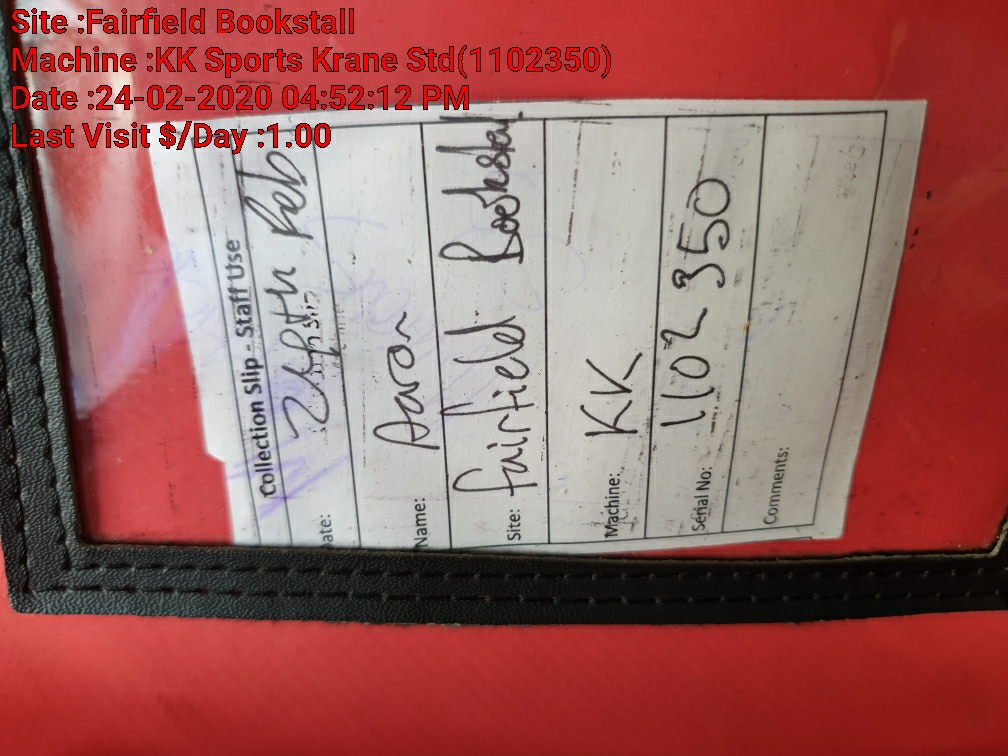 Site :Fairfield Bookstall
Machine :KK Sports Krane Std(1102350)
Date :24-02-2020 04:52:12 PM
Last Visit $/Day :1.00
Collection Slip - Staff Use
Date: 24th Feb
Name: Aaron
Site: Fairfield Bookstall
Machine: KK
Serial No: 1102350
Comments: